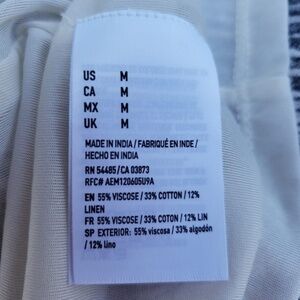 US M
CA M
MX M
UK M
MADE IN INDIA / FABRIQUÉ EN INDE /
HECHO EN INDIA
RN 54485/CA 03873
RFC# AEM120605U9A
EN 55% VISCOSE / 33% COTTON / 12%
LINEN
FR 55% VISCOSE / 33% COTON / 12% LIN
SP EXTERIOR: 55% viscosa / 33% algodón
/ 12% lino